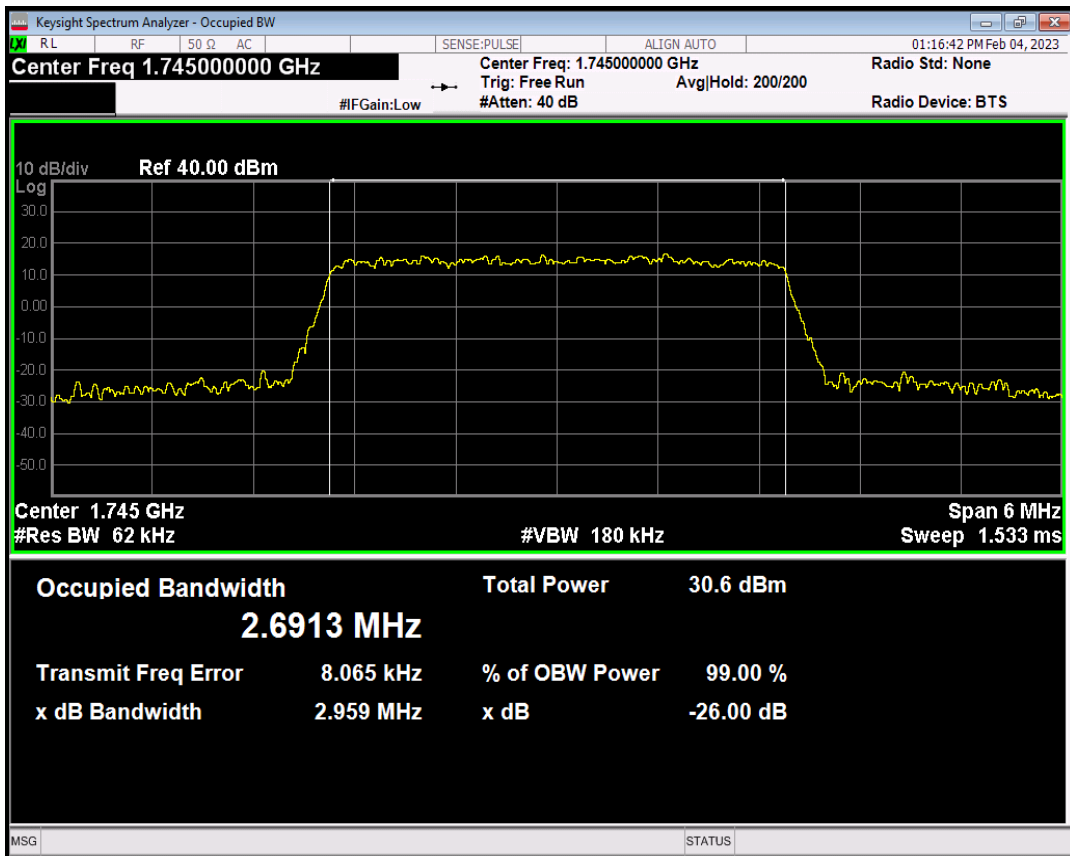 Keysight Spectrum Analyzer - Occupied BW
LXI RL RF 50 Ω AC SENSE:PULSE ALIGN AUTO 01:16:42 PM Feb 04, 2023
Center Freq 1.745000000 GHz Center Freq: 1.745000000 GHz Radio Std: None
Trig: Free Run Avg|Hold: 200/200
#IFGain:Low #Atten: 40 dB Radio Device: BTS
10 dB/div Ref 40.00 dBm
Log
30.0
20.0
10.0
0.00
-10.0
-20.0
-30.0
-40.0
-50.0
Center 1.745 GHz Span 6 MHz
#Res BW 62 kHz #VBW 180 kHz Sweep 1.533 ms
Occupied Bandwidth Total Power 30.6 dBm
2.6913 MHz
Transmit Freq Error 8.065 kHz % of OBW Power 99.00 %
x dB Bandwidth 2.959 MHz x dB -26.00 dB
MSG STATUS